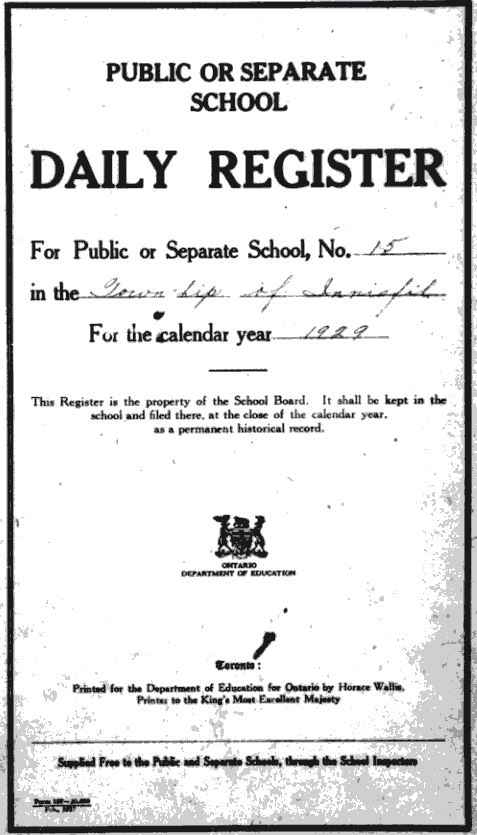 PUBLIC OR SEPARATE
SCHOOL
DAILY REGISTER
For Public or Separate School, No. 15
in the Township of Innisfil
For the calendar year 1929
This Register is the property of the School Board. It shall be kept in the
school and filed there, at the close of the calendar year,
as a permanent historical record.
ONTARIO
DEPARTMENT OF EDUCATION
Toronto:
Printed for the Department of Education for Ontario by Horace Wallis,
Printer to the King's Most Excellent Majesty
Supplied Free to the Public and Separate Schools, through the School Inspectors
Form
Feb., 1927